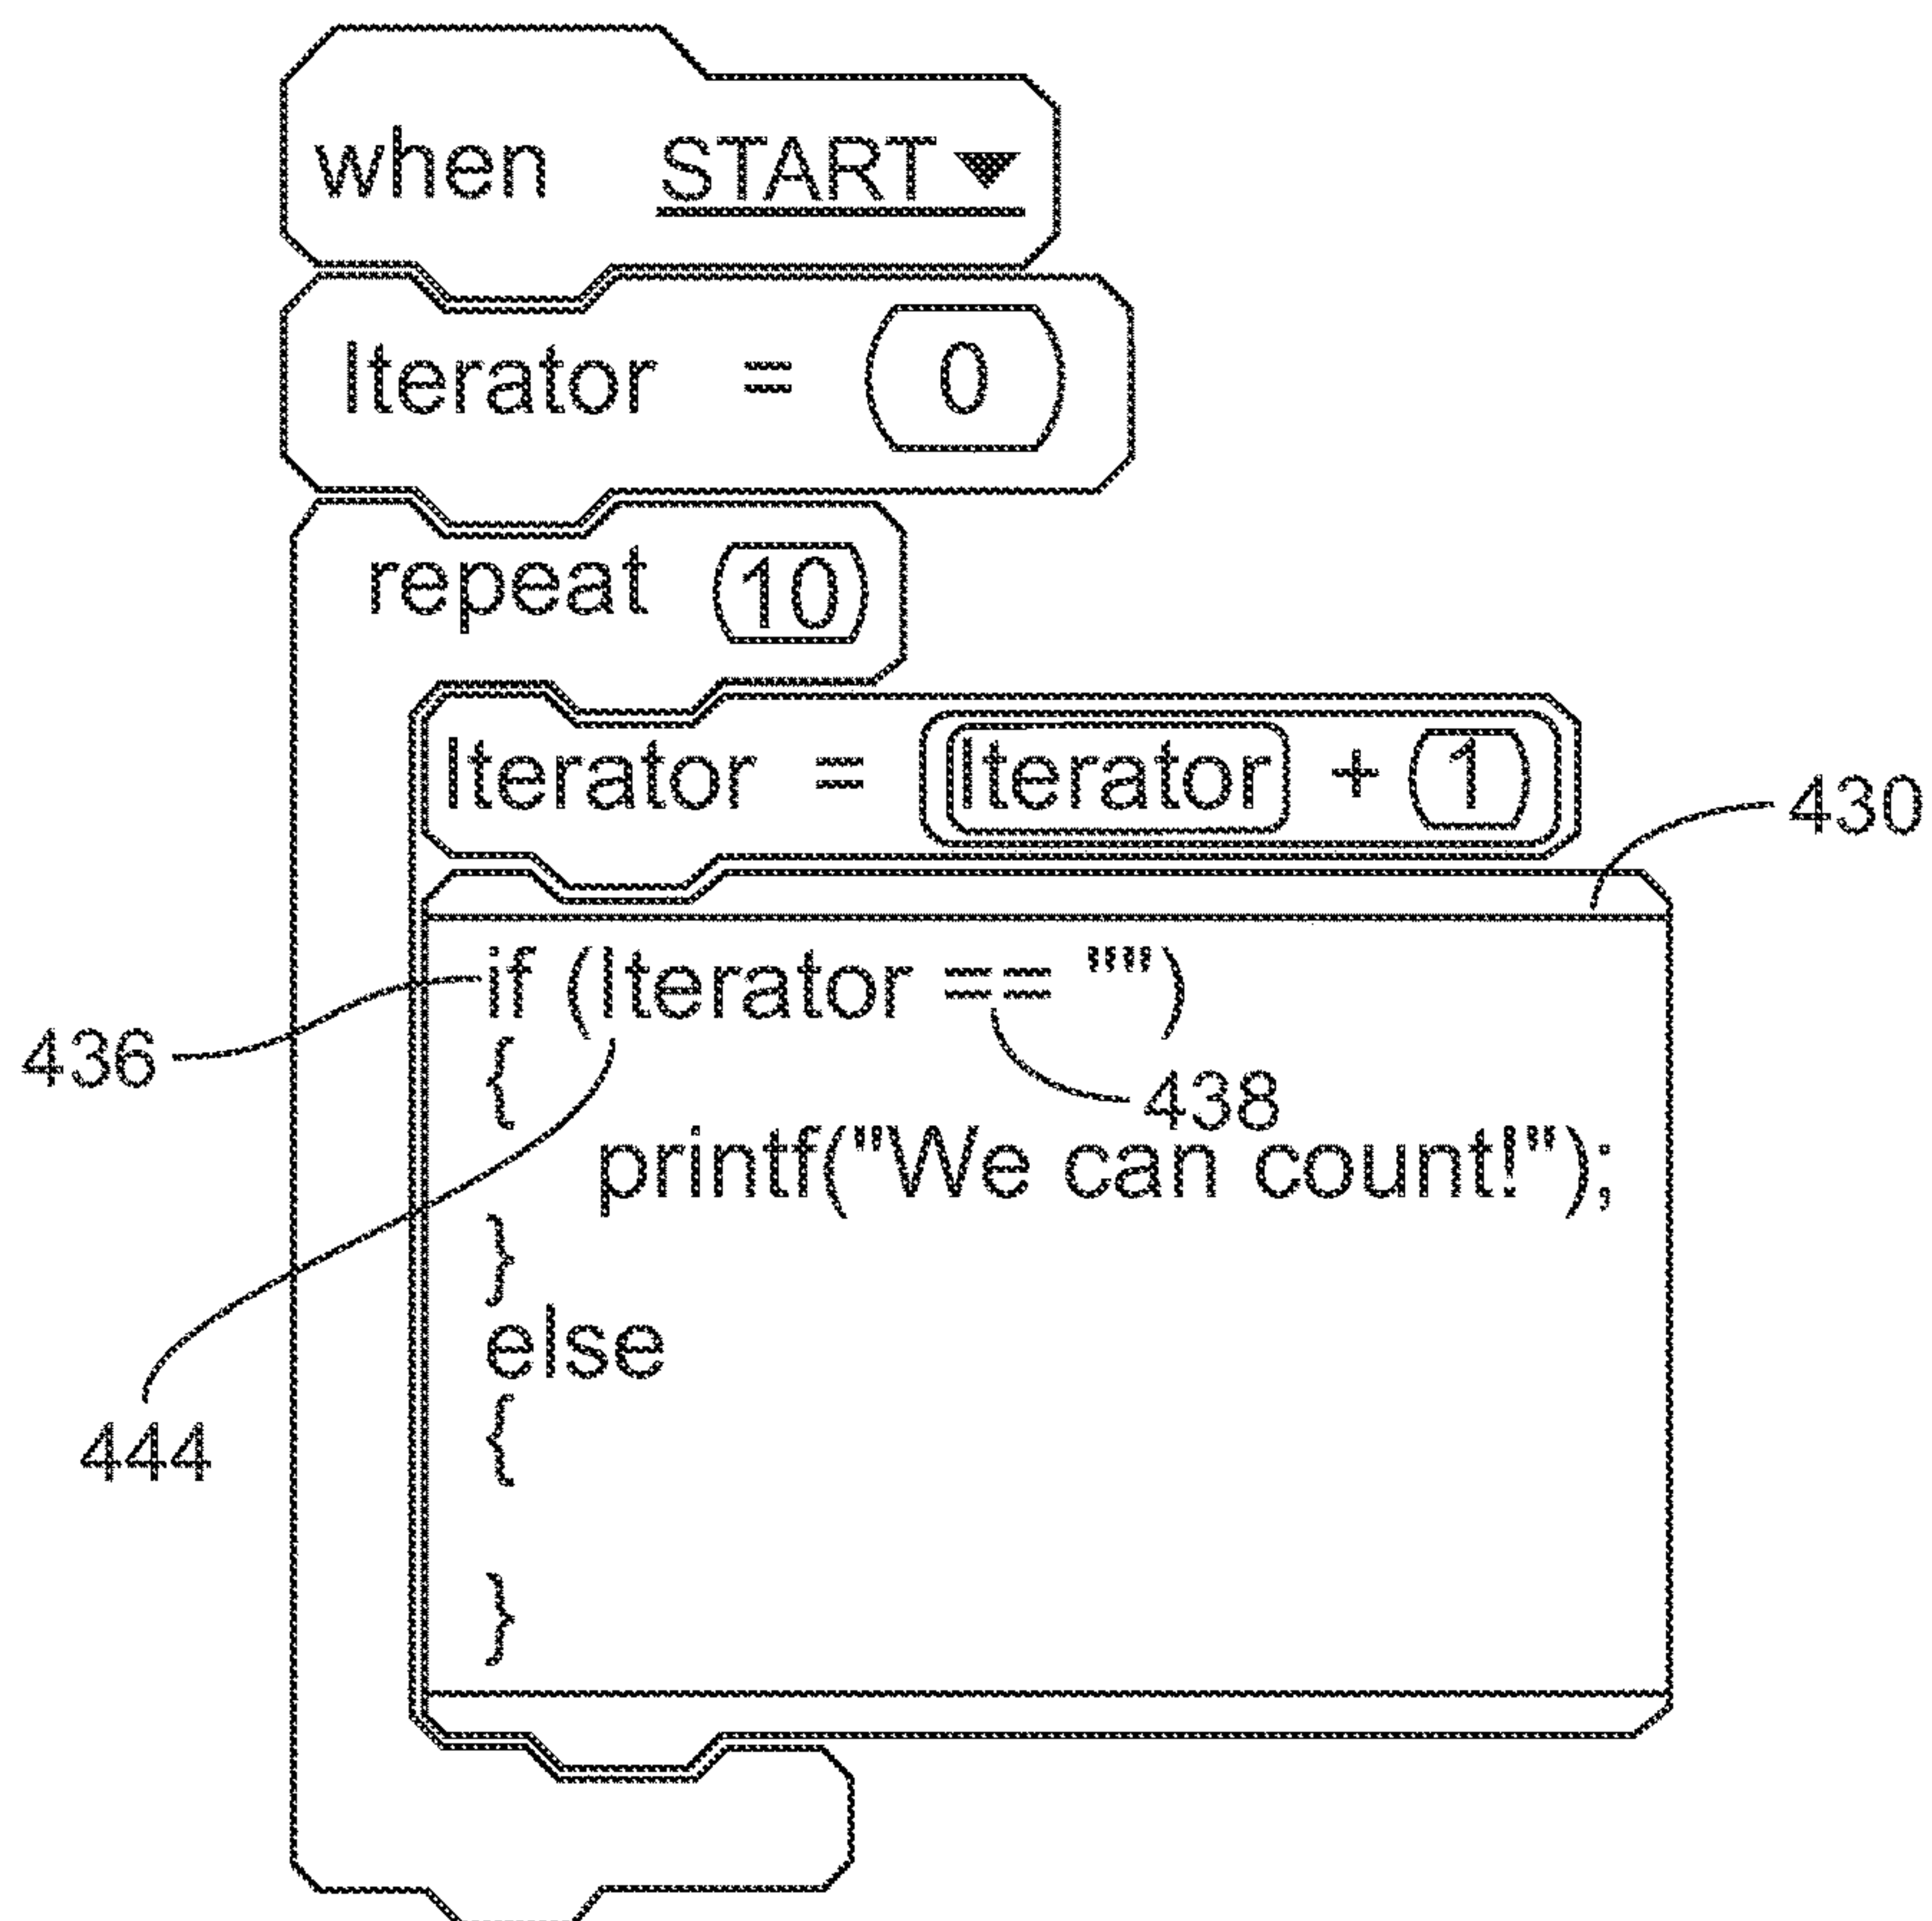 when START
Iterator = 0
repeat 10
Iterator = Iterator + 1
430
if (Iterator == "")
436
{
438
printf("We can count!");
}
else
444
{
}